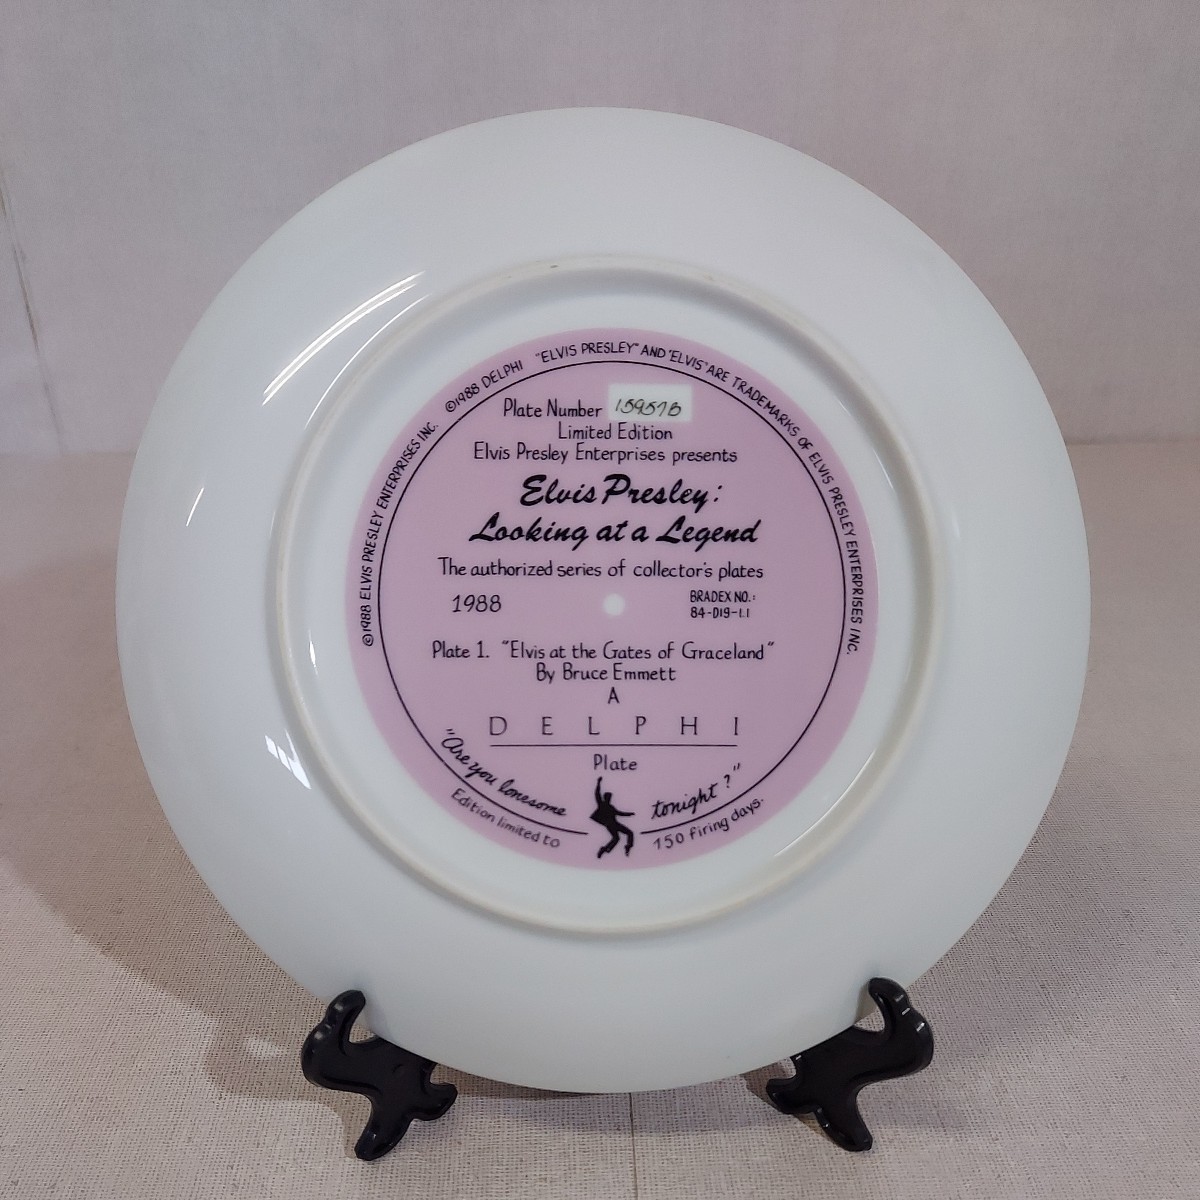 ©1988 ELVIS PRESLEY ENTERPRISES INC. ©1988 DELPHI "ELVIS PRESLEY" AND "ELVIS" ARE TRADEMARKS OF ELVIS PRESLEY ENTERPRISES INC.
Plate Number
Limited Edition
Elvis Presley Enterprises presents
Elvis Presley:
Looking at a Legend
The authorized series of collector's plates
1988
BRADEX NO.:
84-D19-1.1
Plate 1. "Elvis at the Gates of Graceland"
By Bruce Emmett
A
DELPHI
Plate
"Are you lonesome tonight?"
Edition limited to 150 firing days.